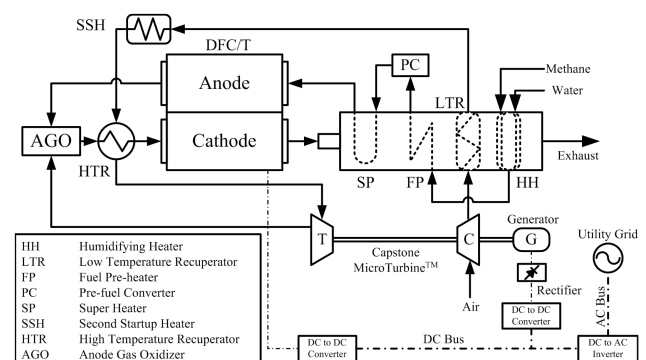 SSH
DFC/T
Anode
PC
Methane
Water
LTR
AGO
Cathode
HTR
Exhaust
SP
FP
HH
Generator
Utility Grid
T
C
G
Capstone
MicroTurbine™
Rectifier
Air
AC Bus
DC to DC
Converter
DC to DC
Converter
DC Bus
DC to AC
Inverter
HH Humidifying Heater
LTR Low Temperature Recuperator
FP Fuel Pre-heater
PC Pre-fuel Converter
SP Super Heater
SSH Second Startup Heater
HTR High Temperature Recuperator
AGO Anode Gas Oxidizer